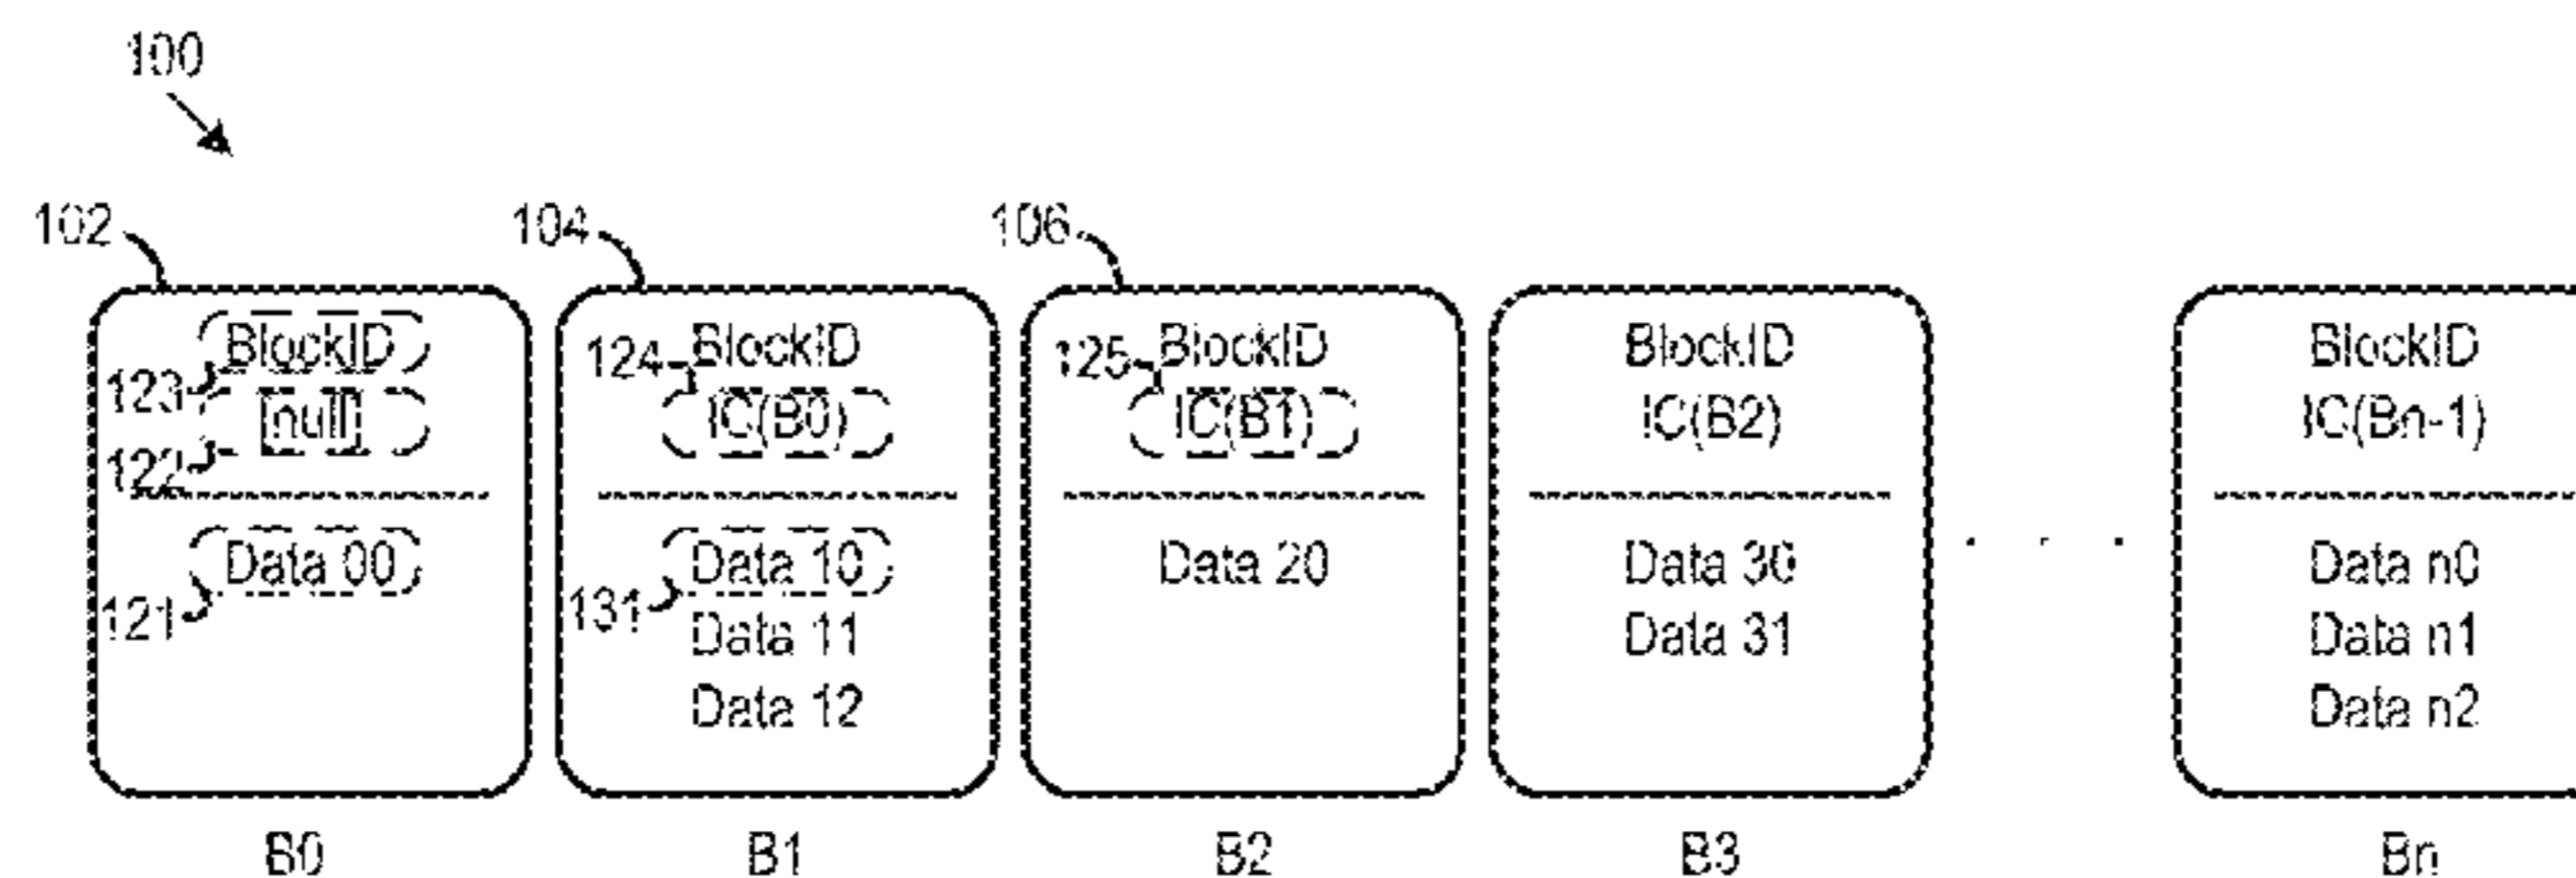 100
102 104 106
BlockID 124 BlockID 125 BlockID BlockID BlockID
123 [null] IC(B0) IC(B1) IC(B2) IC(Bn-1)
122
Data 00 Data 10 Data 20 Data 30 . . . Data n0
121 131 Data 11 Data 31 Data n1
Data 12 Data n2
B0 B1 B2 B3 Bn